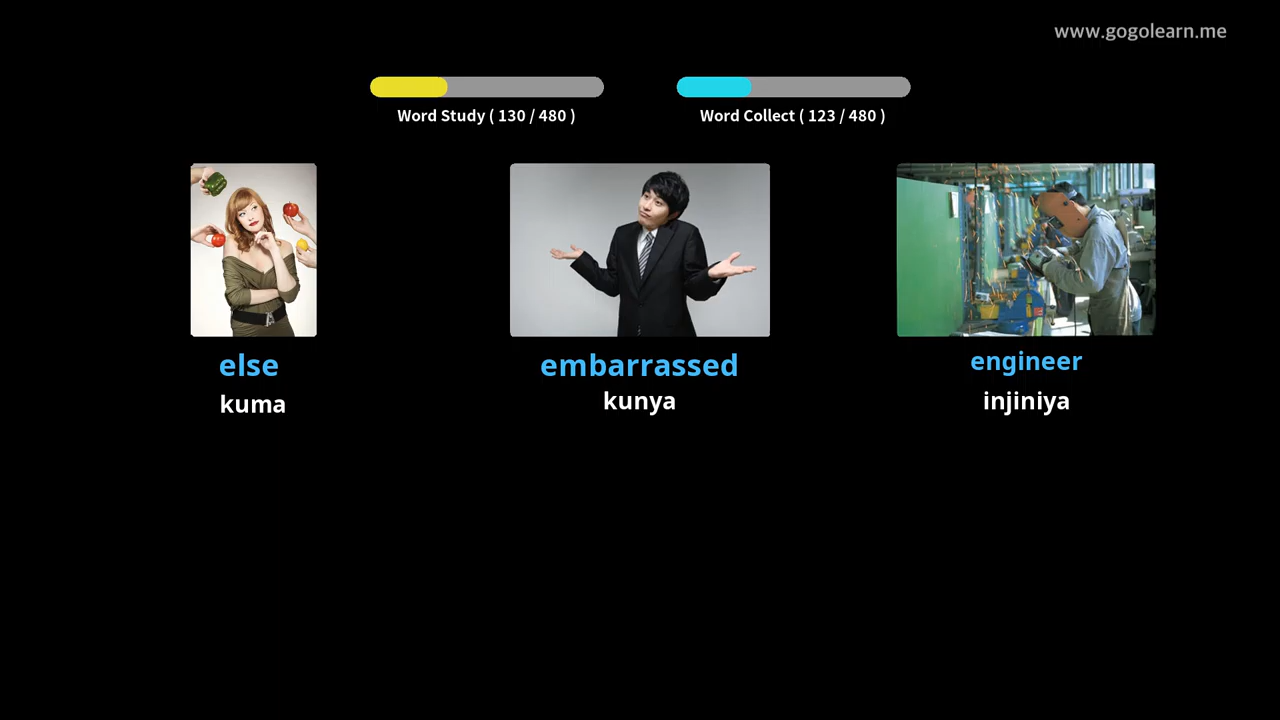 www.gogolearn.me
Word Study ( 130 / 480 )
Word Collect ( 123 / 480 )
else
kuma
embarrassed
kunya
engineer
injiniya